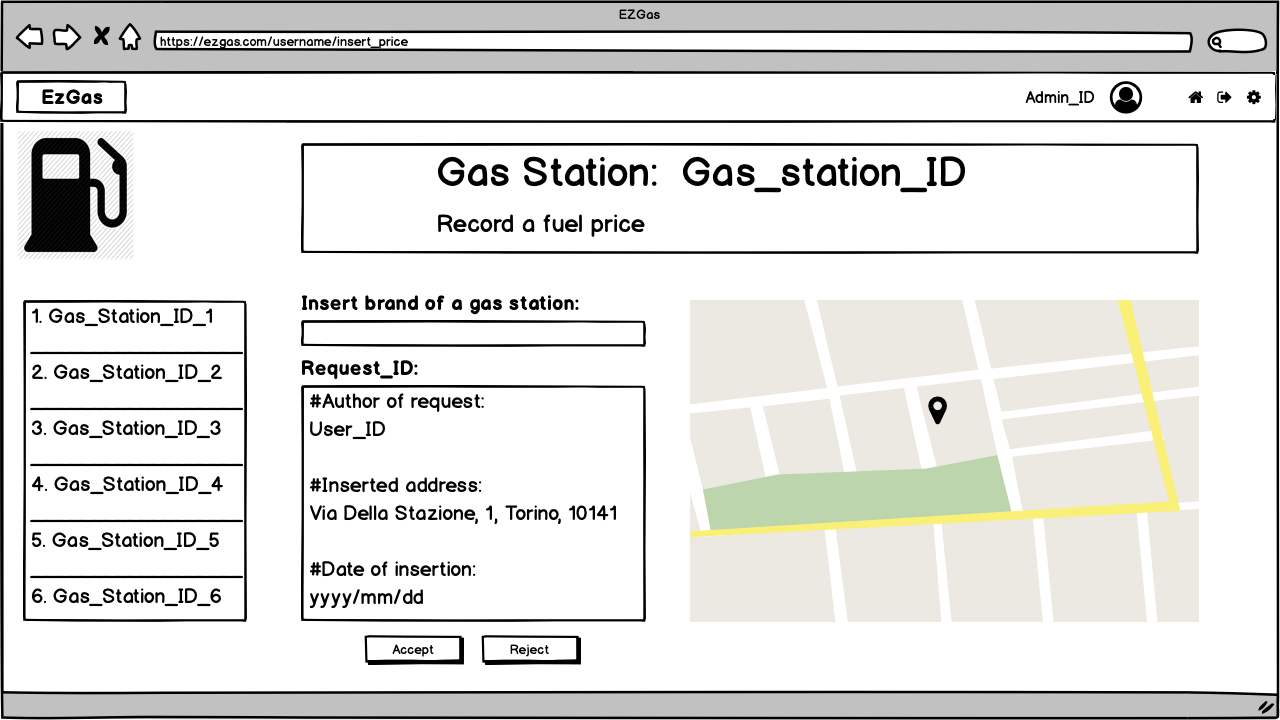 EZGas
https://ezgas.com/username/insert_price
EzGas
Admin_ID
Gas Station: Gas_station_ID
Record a fuel price
1. Gas_Station_ID_1
2. Gas_Station_ID_2
3. Gas_Station_ID_3
4. Gas_Station_ID_4
5. Gas_Station_ID_5
6. Gas_Station_ID_6
Insert brand of a gas station:
Request_ID:
#Author of request:
User_ID
#Inserted address:
Via Della Stazione, 1, Torino, 10141
#Date of insertion:
yyyy/mm/dd
Accept
Reject